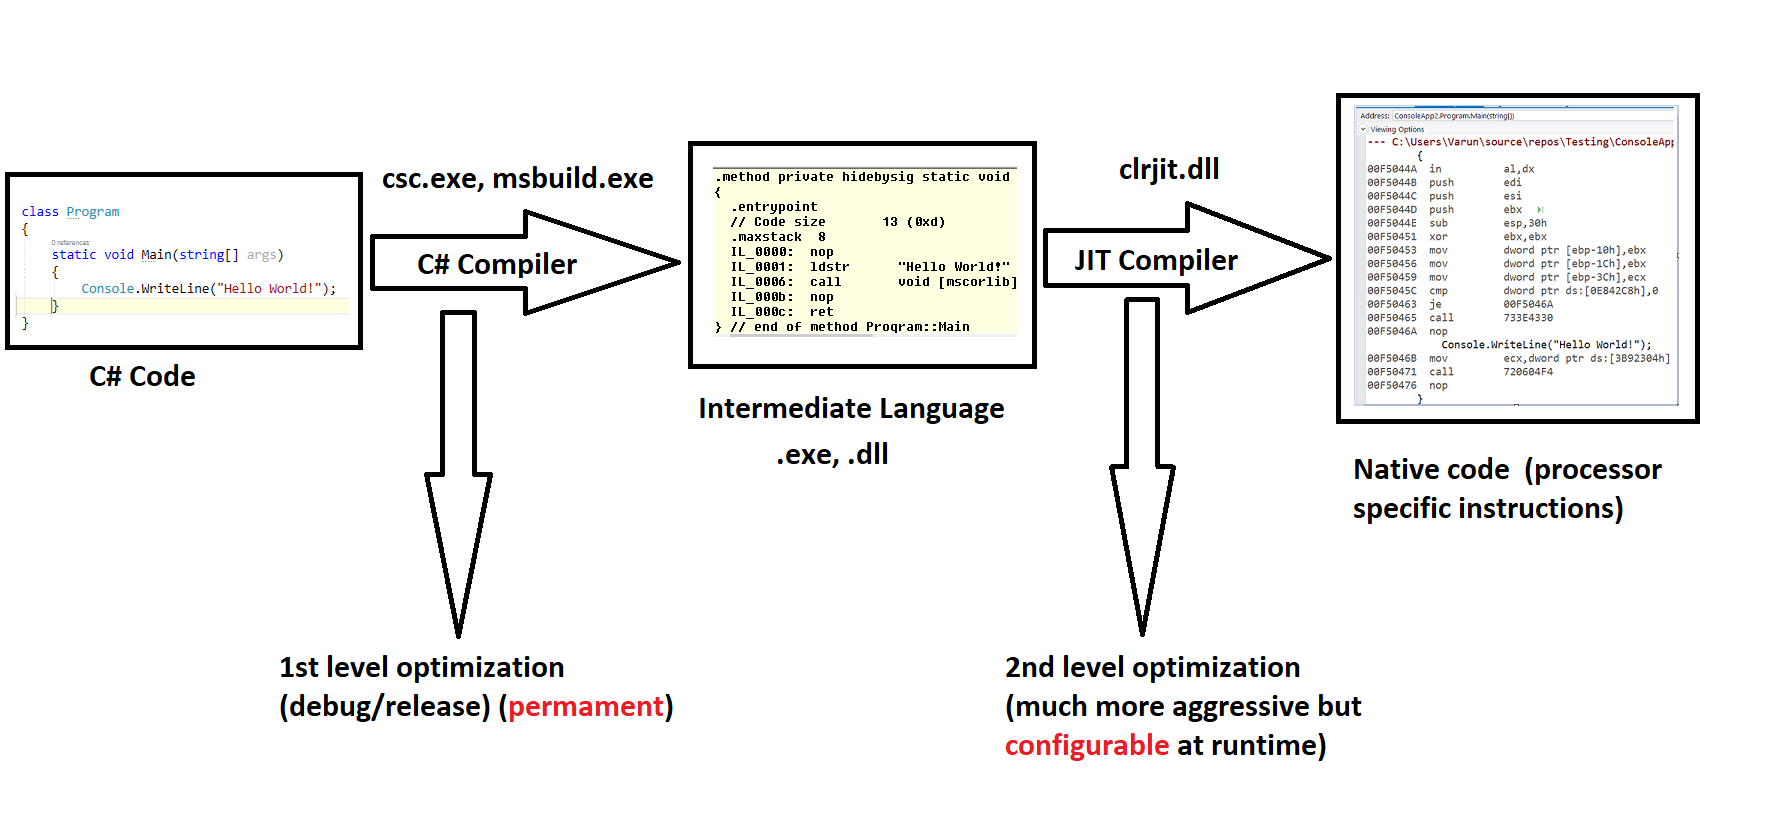 class Program
{
0 references
static void Main(string[] args)
{
Console.WriteLine("Hello World!");
}
}
C# Code
csc.exe, msbuild.exe
C# Compiler
1st level optimization
(debug/release) (permament)
.method private hidebysig static void
{
.entrypoint
// Code size 13 (0xd)
.maxstack 8
IL_0000: nop
IL_0001: ldstr "Hello World!"
IL_0006: call void [mscorlib]
IL_000b: nop
IL_000c: ret
} // end of method Program::Main
Intermediate Language
.exe, .dll
clrjit.dll
JIT Compiler
2nd level optimization
(much more aggressive but
configurable at runtime)
Address: ConsoleApp2.Program.Main(string[])
Viewing Options
--- C:\Users\Varun\source\repos\Testing\ConsoleApp
{
00F5044A in al,dx
00F5044B push edi
00F5044C push esi
00F5044D push ebx
00F5044E sub esp,30h
00F50451 xor ebx,ebx
00F50453 mov dword ptr [ebp-10h],ebx
00F50456 mov dword ptr [ebp-1Ch],ebx
00F50459 mov dword ptr [ebp-3Ch],ecx
00F5045C cmp dword ptr ds:[0E842C8h],0
00F50463 je 00F5046A
00F50465 call 733E4330
00F5046A nop
Console.WriteLine("Hello World!");
00F5046B mov ecx,dword ptr ds:[3B92304h]
00F50471 call 720604F4
00F50476 nop
}
Native code (processor
specific instructions)